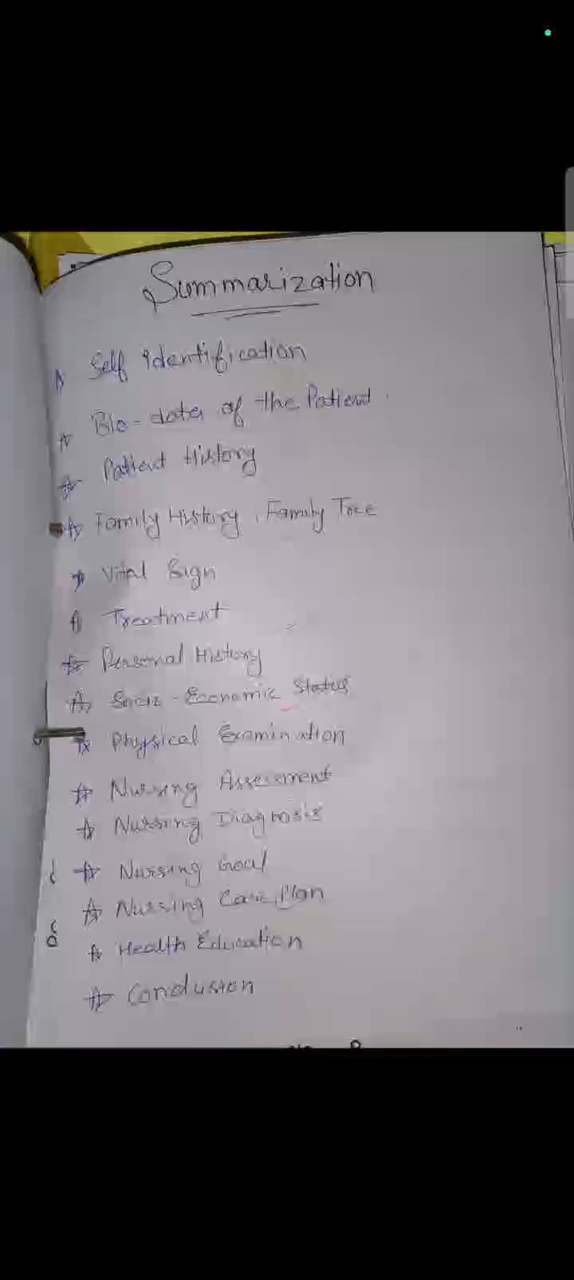 Summarization
Self identification
Bio-data of the Patient
Patient History
Family History, Family Tree
Vital Sign
Treatment
Personal History
Socio-Economic Status
Physical Examination
Nursing Assessment
Nursing Diagnosis
Nursing Goal
Nursing Care Plan
Health Education
Conclusion